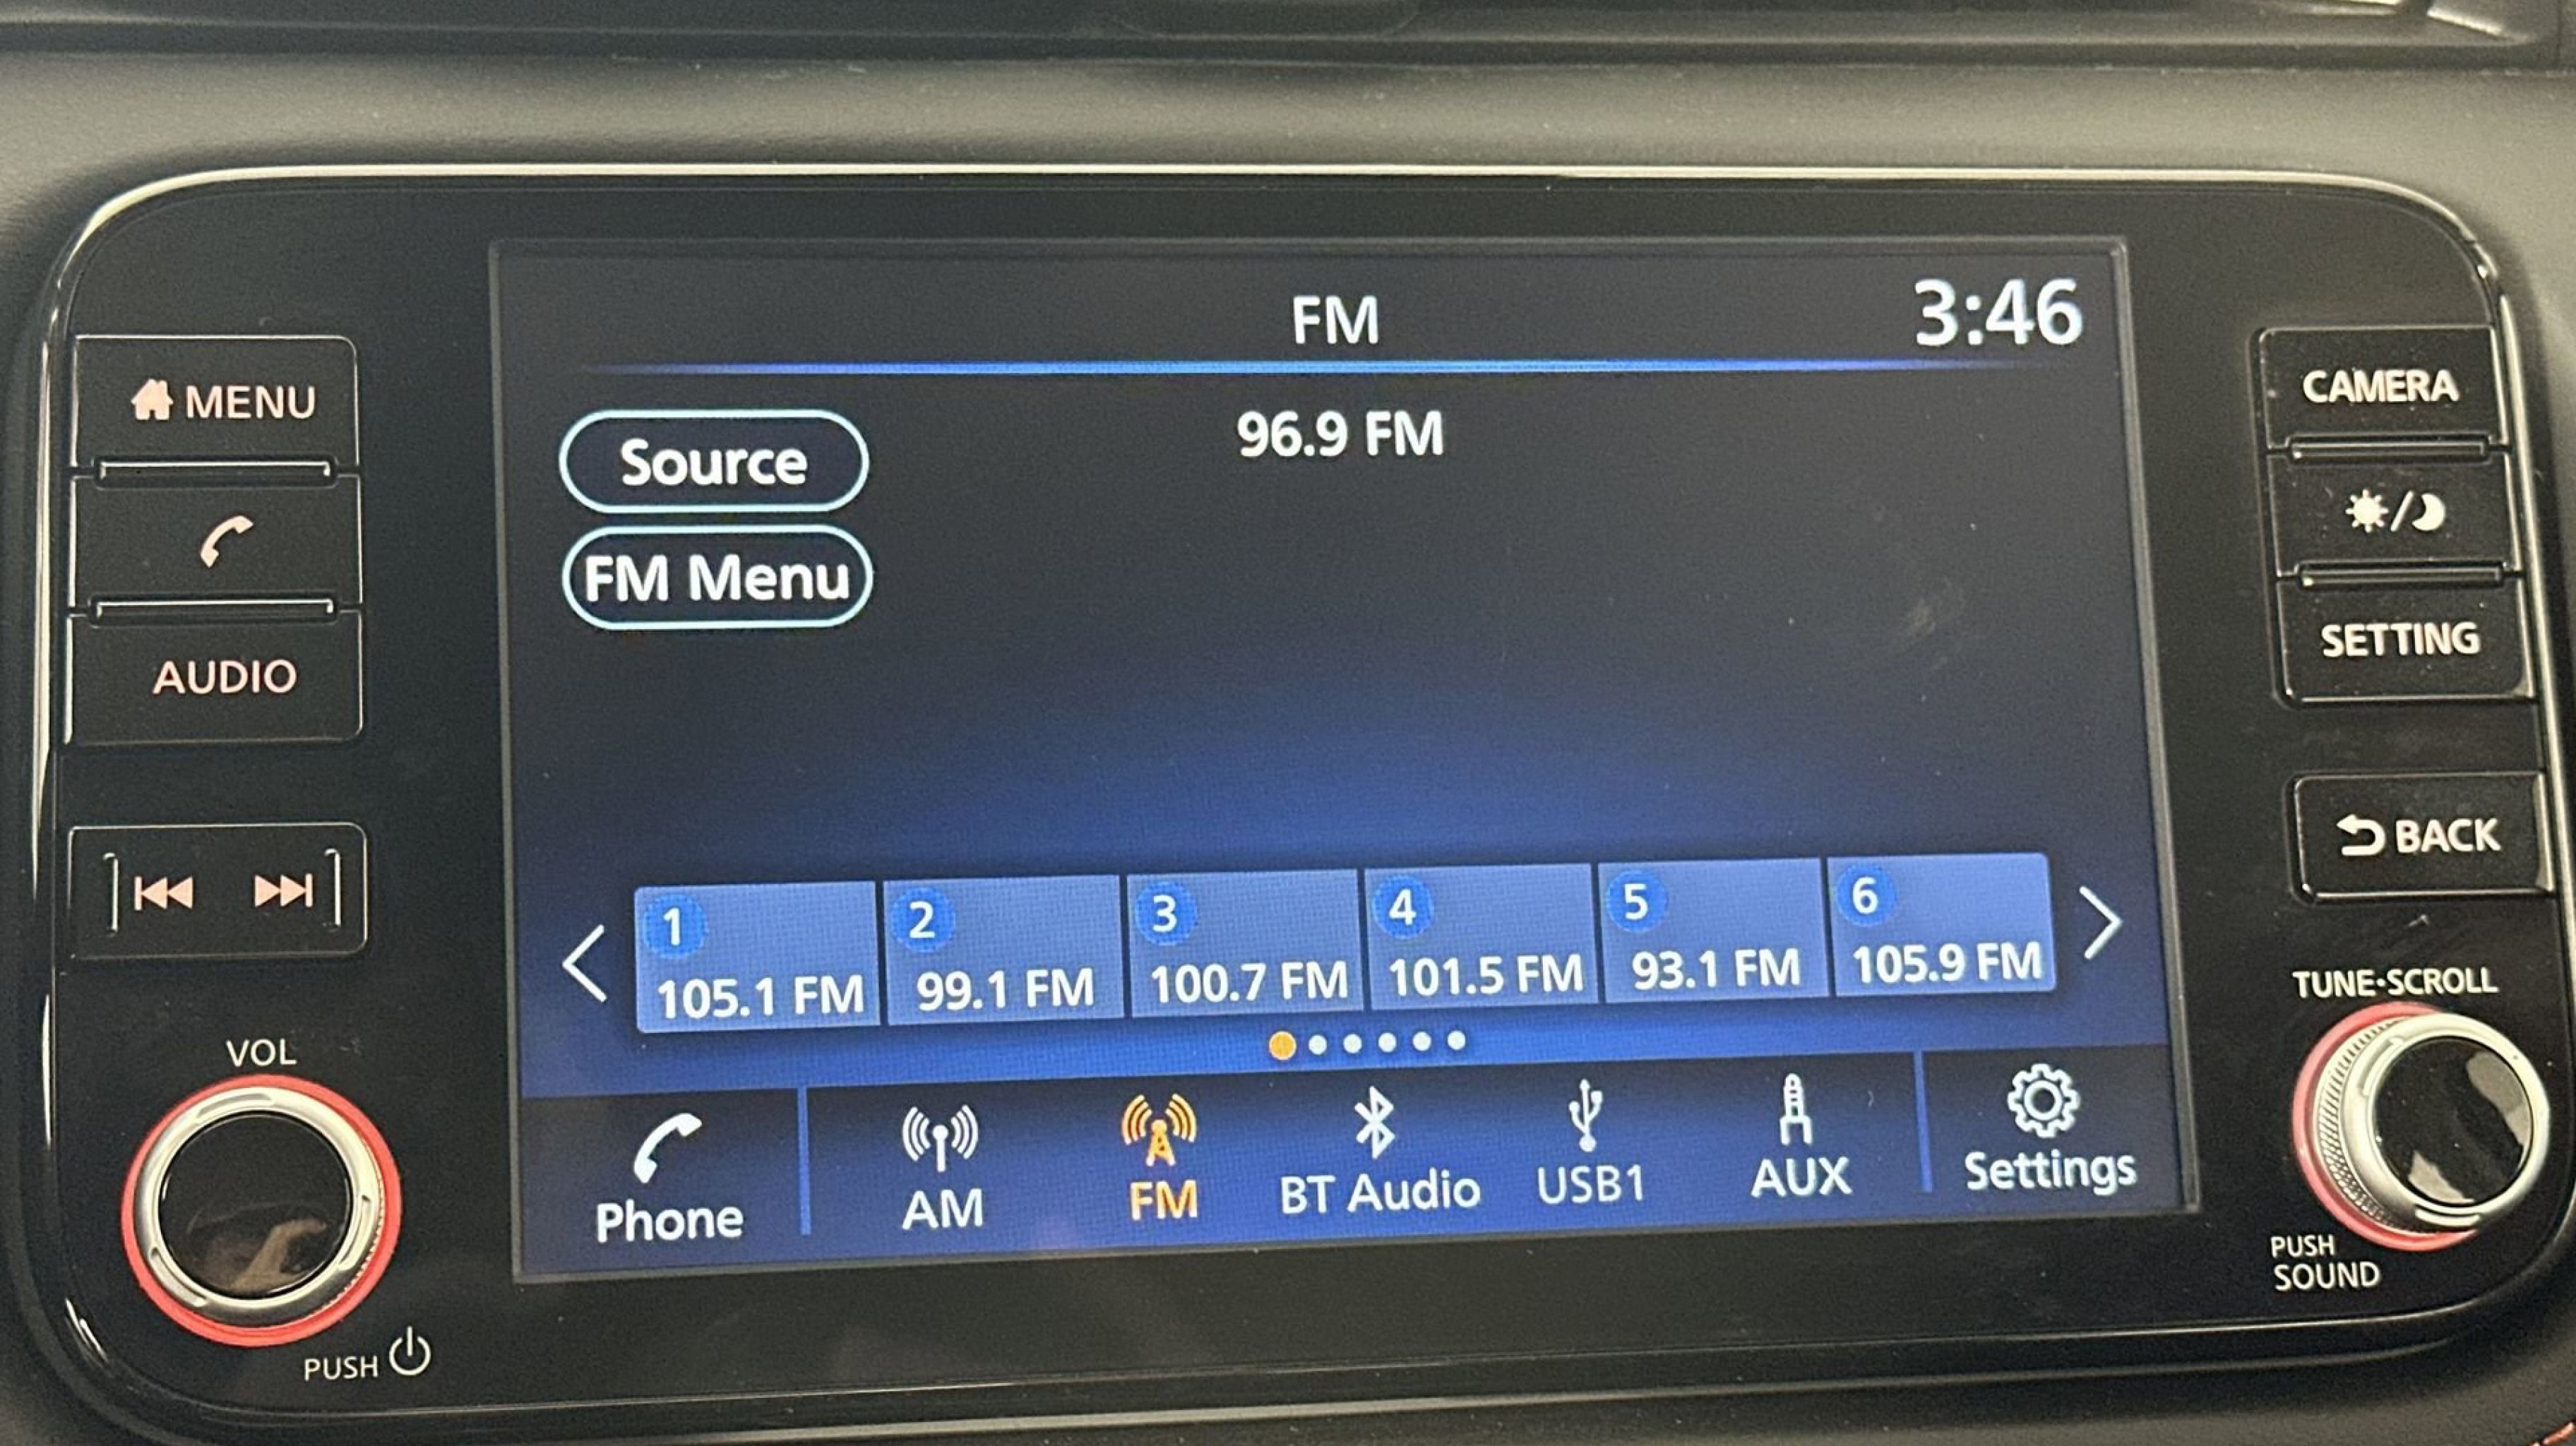 FM
3:46
MENU
AUDIO
Source
FM Menu
96.9 FM
CAMERA
SETTING
BACK
1
105.1 FM
2
99.1 FM
3
100.7 FM
4
101.5 FM
5
93.1 FM
6
105.9 FM
VOL
PUSH
TUNE·SCROLL
PUSH
SOUND
Phone
AM
FM
BT Audio
USB1
AUX
Settings